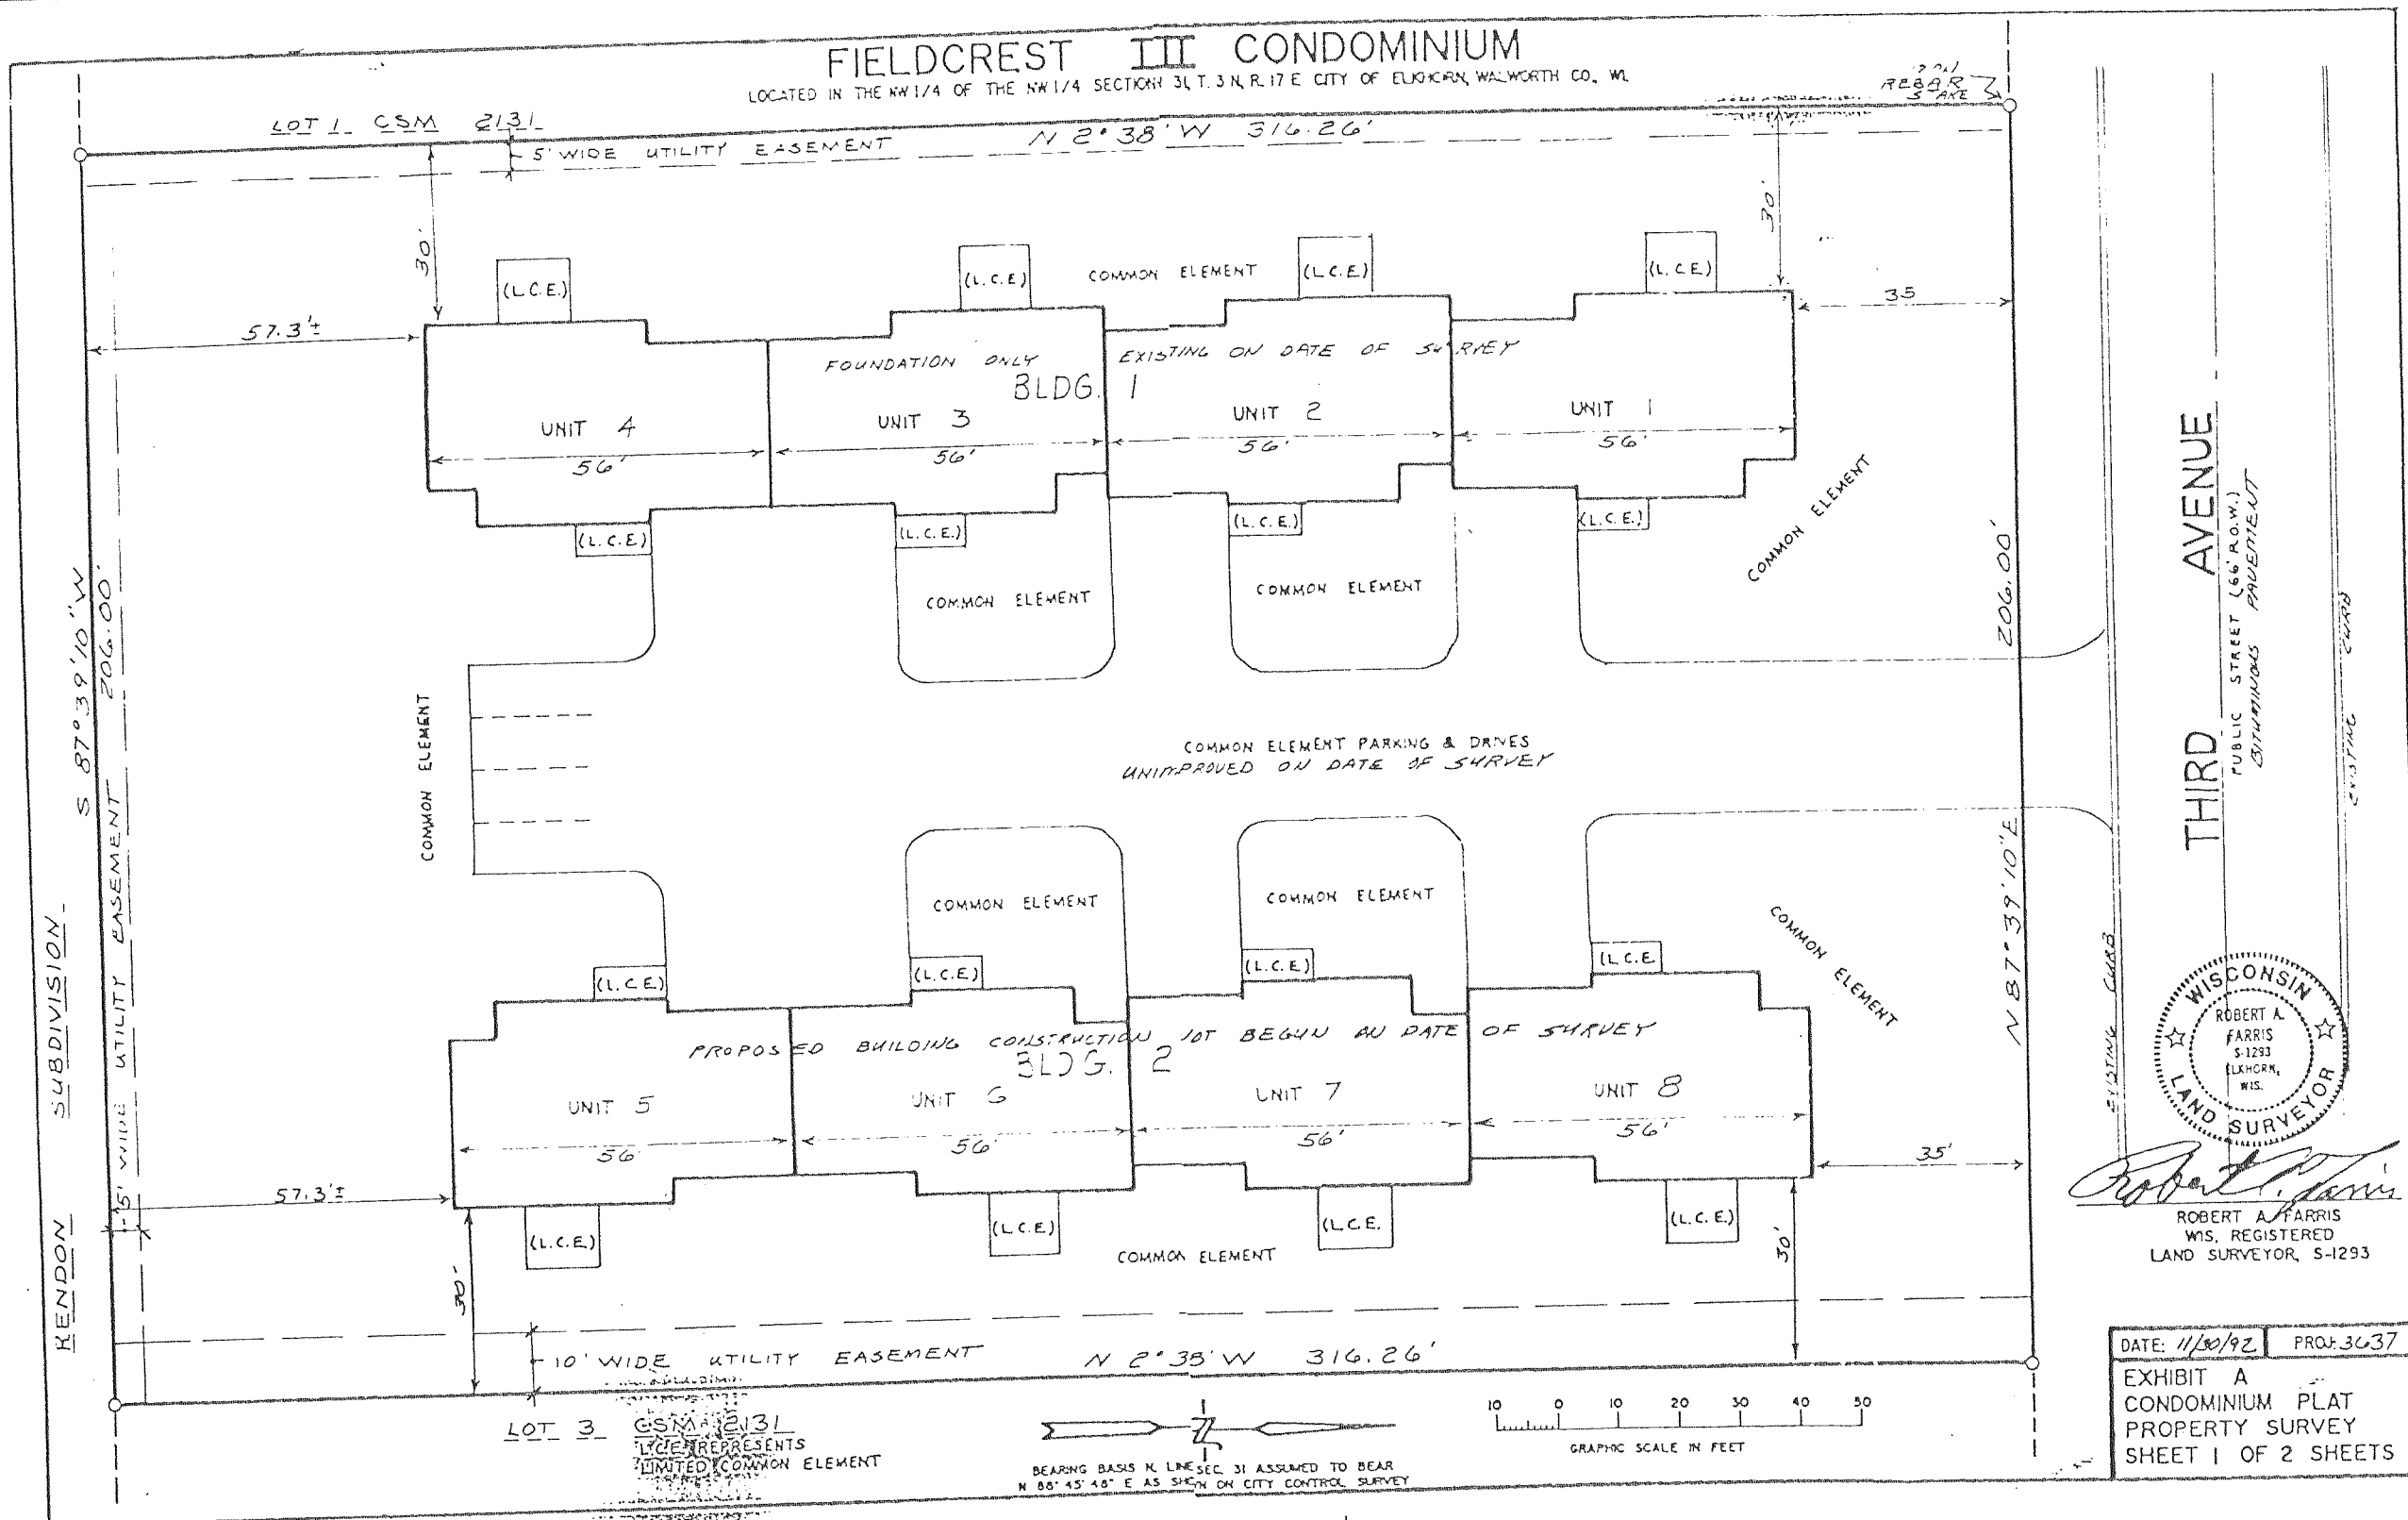 FIELDCREST III CONDOMINIUM
LOCATED IN THE NW 1/4 OF THE NW 1/4 SECTION 31, T. 3 N, R. 17 E CITY OF ELKHORN, WALWORTH CO. WI.
REBAR
STAKE
LOT 1 CSM 2131
N 2° 38' W 316.26'
5' WIDE UTILITY EASEMENT
30'
30'
(L.C.E.)
(L.C.E.)
COMMON ELEMENT
(L.C.E)
(L.C.E.)
57.3'±
35
FOUNDATION ONLY EXISTING ON DATE OF SURVEY
BLDG. 1
UNIT 4
UNIT 3
UNIT 2
UNIT 1
56'
56'
56'
56'
(L.C.E.)
(L.C.E.)
(L.C.E.)
(L.C.E.)
COMMON ELEMENT
COMMON ELEMENT
COMMON ELEMENT
S 87° 39' 10" W
206.00'
5' WIDE UTILITY EASEMENT
COMMON ELEMENT
COMMON ELEMENT PARKING & DRIVES
UNIMPROVED ON DATE OF SURVEY
206.00'
N 87° 39' 10" E
THIRD AVENUE
PUBLIC STREET (66' R.O.W.)
BITUMINOUS PAVEMENT
EXISTING CURB
EXISTING CURB
COMMON ELEMENT
COMMON ELEMENT
COMMON ELEMENT
(L.C.E)
(L.C.E.)
(L.C.E.)
(L.C.E
PROPOSED BUILDING CONSTRUCTION NOT BEGUN ON DATE OF SURVEY
BLDG. 2
UNIT 5
UNIT 6
UNIT 7
UNIT 8
56'
56'
56'
56'
57.3'±
35'
(L.C.E.)
(L.C.E)
(L.C.E.
(L.C.E.)
COMMON ELEMENT
30'
30'
RENDON SUBDIVISION
10' WIDE UTILITY EASEMENT
N 2° 38' W 316.26'
LOT 3 CSM 2131
L.C.E. REPRESENTS
LIMITED COMMON ELEMENT
N
BEARING BASIS N. LINE SEC. 31 ASSUMED TO BEAR
N 88° 45' 48" E AS SHOWN ON CITY CONTROL SURVEY
10 0 10 20 30 40 50
GRAPHIC SCALE IN FEET
WISCONSIN
ROBERT A.
FARRIS
S-1293
ELKHORN,
WIS.
LAND SURVEYOR
Robert A. Farris
ROBERT A. FARRIS
WIS. REGISTERED
LAND SURVEYOR, S-1293
DATE: 11/30/92 PROJ: 3637
EXHIBIT A
CONDOMINIUM PLAT
PROPERTY SURVEY
SHEET 1 OF 2 SHEETS